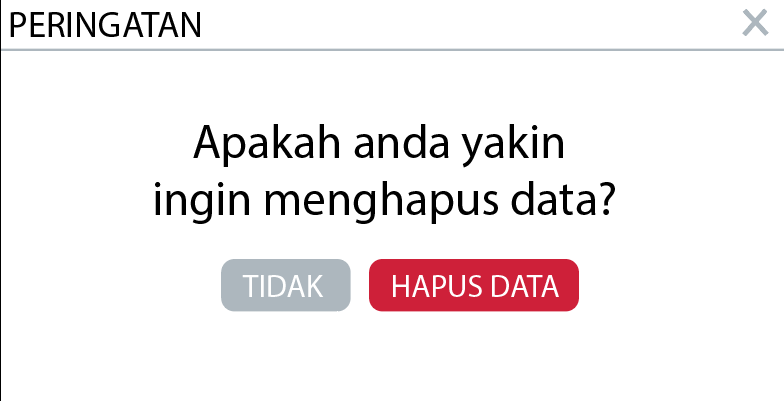 PERINGATAN
Apakah anda yakin
ingin menghapus data?
TIDAK
HAPUS DATA